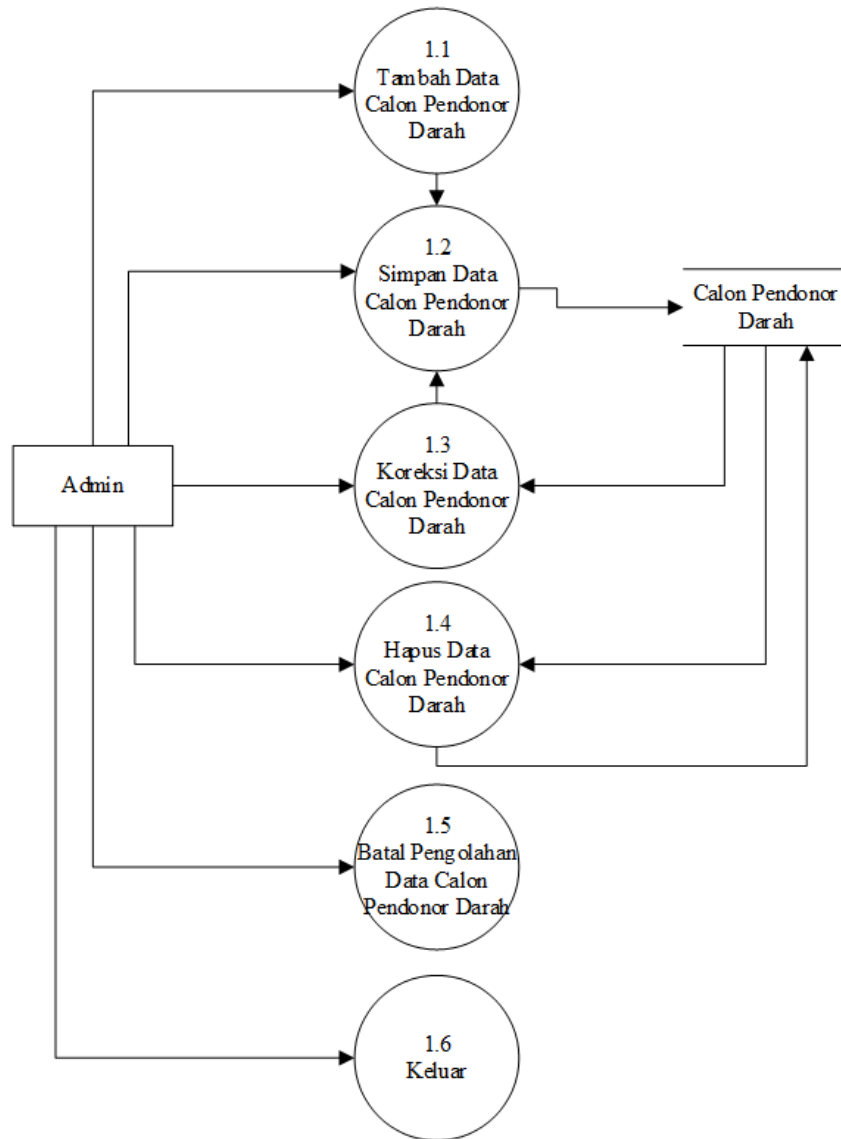 1.1
Tambah Data
Calon Pendonor
Darah
1.2
Simpan Data
Calon Pendonor
Darah
Calon Pendonor
Darah
1.3
Koreksi Data
Calon Pendonor
Darah
Admin
1.4
Hapus Data
Calon Pendonor
Darah
1.5
Batal Pengolahan
Data Calon
Pendonor Darah
1.6
Keluar